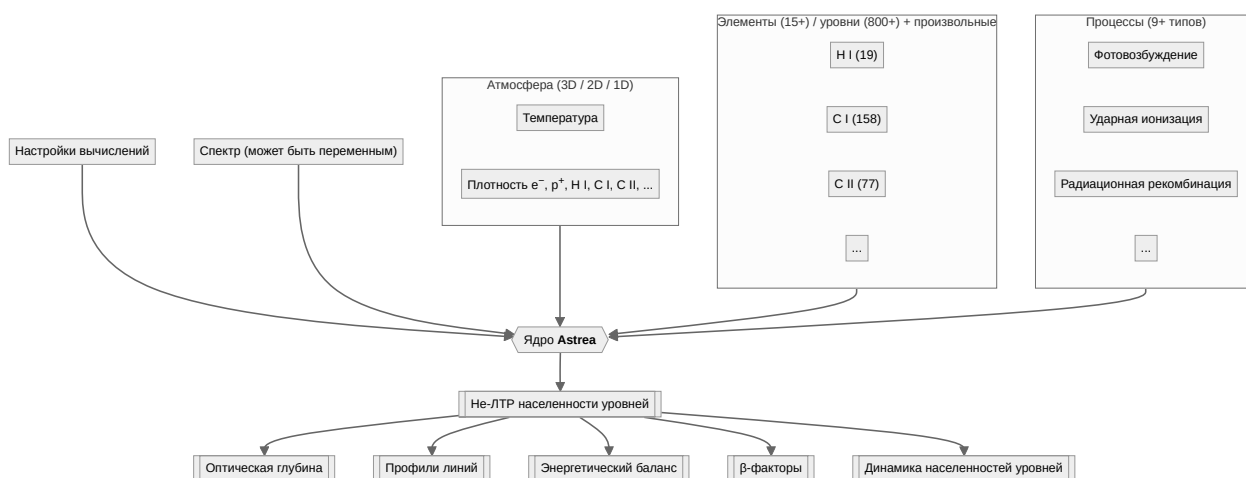 Элементы (15+) / уровни (800+) + произвольные
Процессы (9+ типов)
H I (19)
Фотовозбуждение
Атмосфера (3D / 2D / 1D)
Температура
C I (158)
Ударная ионизация
Настройки вычислений
Спектр (может быть переменным)
Плотность e⁻, p⁺, H I, C I, C II, ...
C II (77)
Радиационная рекомбинация
...
...
Ядро Astrea
Не-ЛТР населенности уровней
Оптическая глубина
Профили линий
Энергетический баланс
β-факторы
Динамика населенностей уровней